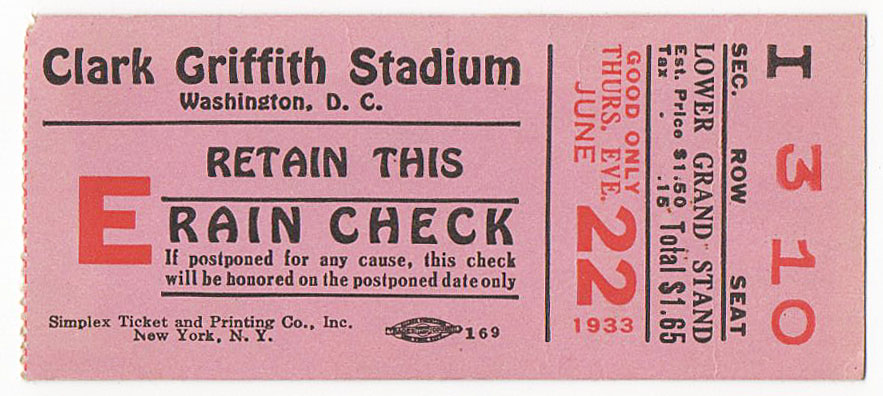 Clark Griffith Stadium
Washington, D. C.
RETAIN THIS
E
RAIN CHECK
If postponed for any cause, this check
will be honored on the postponed date only
Simplex Ticket and Printing Co., Inc.
New York, N. Y.
169
GOOD ONLY
THURS. EVE.
JUNE 22
1933
SEC. ROW SEAT
I 3 10
LOWER GRAND STAND
Est. Price $1.50 Total $1.65
Tax . .15